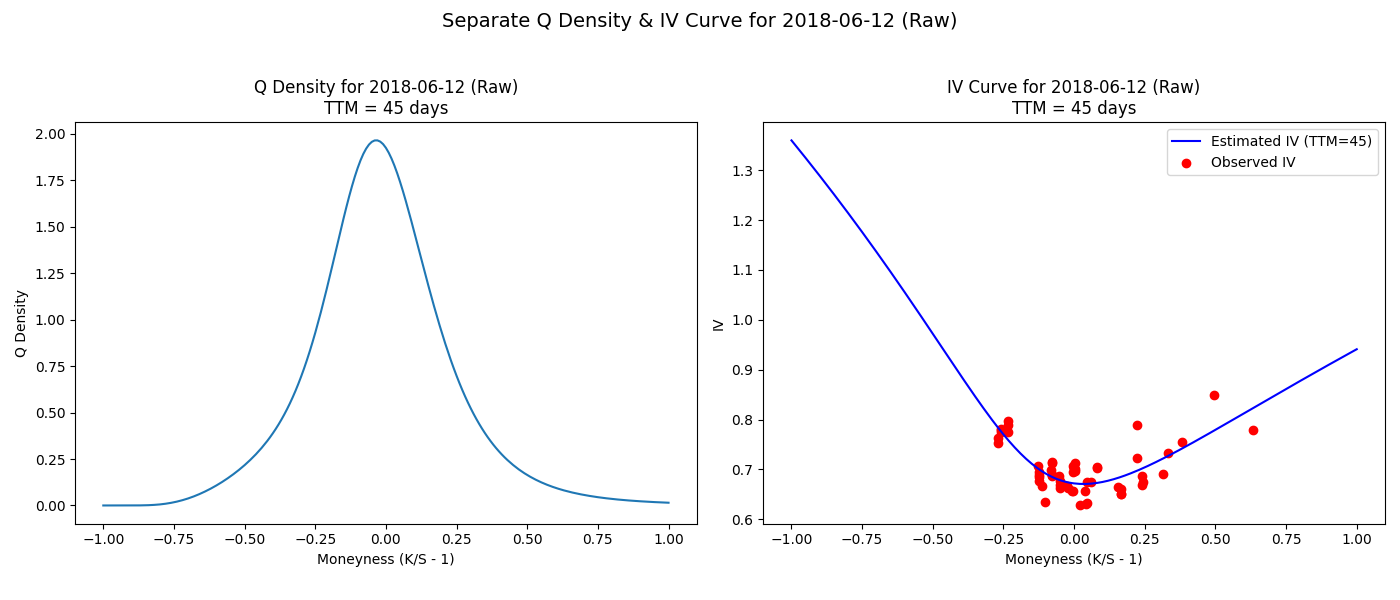 Separate Q Density & IV Curve for 2018-06-12 (Raw)
Q Density for 2018-06-12 (Raw)
TTM = 45 days
2.00
1.75
1.50
1.25
1.00
0.75
0.50
0.25
0.00
Q Density
−1.00 −0.75 −0.50 −0.25 0.00 0.25 0.50 0.75 1.00
Moneyness (K/S - 1)
IV Curve for 2018-06-12 (Raw)
TTM = 45 days
Estimated IV (TTM=45)
Observed IV
1.3
1.2
1.1
1.0
0.9
0.8
0.7
0.6
IV
−1.00 −0.75 −0.50 −0.25 0.00 0.25 0.50 0.75 1.00
Moneyness (K/S - 1)